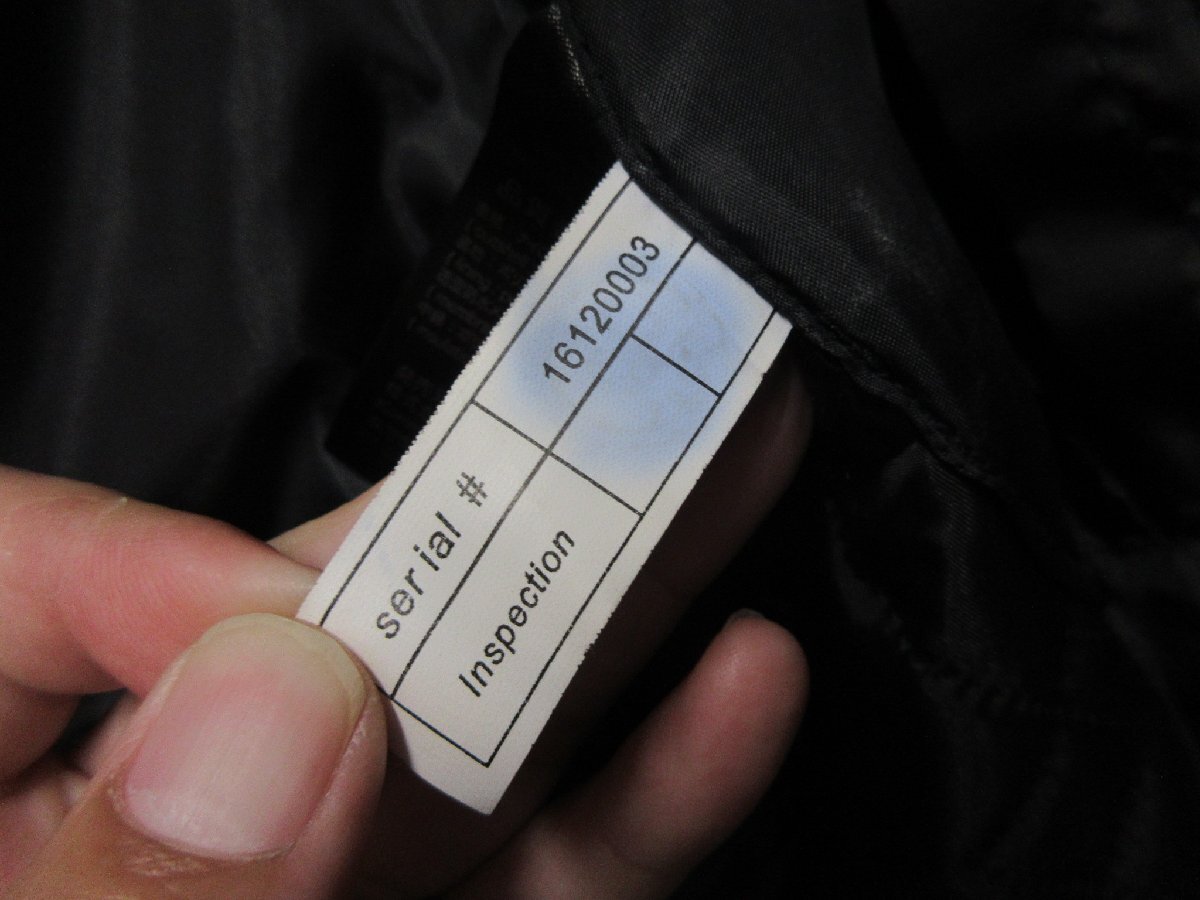 serial # 16120003
Inspection